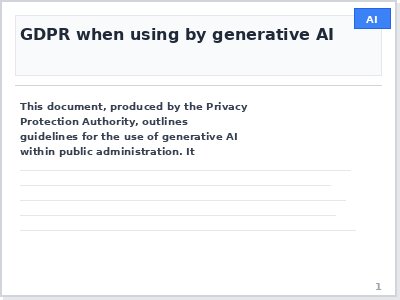 AI
GDPR when using by generative AI
This document, produced by the Privacy
Protection Authority, outlines
guidelines for the use of generative AI
within public administration. It
1